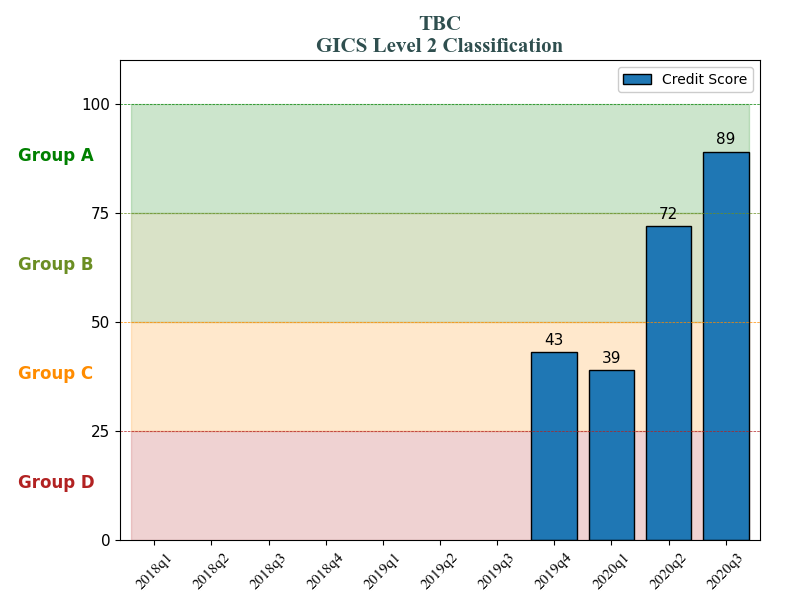 TBC
GICS Level 2 Classification
Credit Score
100
Group A
89
75
72
Group B
50
43
39
Group C
25
Group D
0
2018q1
2018q2
2018q3
2018q4
2019q1
2019q2
2019q3
2019q4
2020q1
2020q2
2020q3